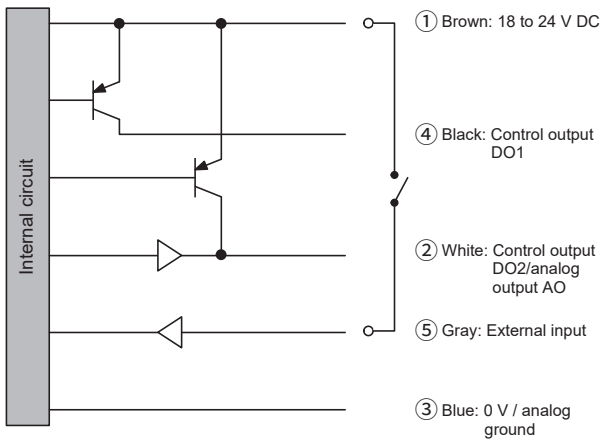 Internal circuit
① Brown: 18 to 24 V DC
④ Black: Control output
DO1
② White: Control output
DO2/analog
output AO
⑤ Gray: External input
③ Blue: 0 V / analog
ground